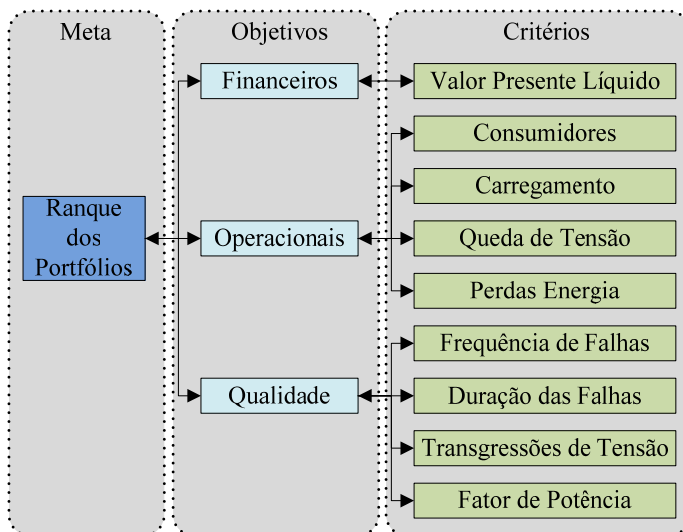 Meta
Objetivos
Critérios
Ranque
dos
Portfólios
Financeiros
Operacionais
Qualidade
Valor Presente Líquido
Consumidores
Carregamento
Queda de Tensão
Perdas Energia
Frequência de Falhas
Duração das Falhas
Transgressões de Tensão
Fator de Potência